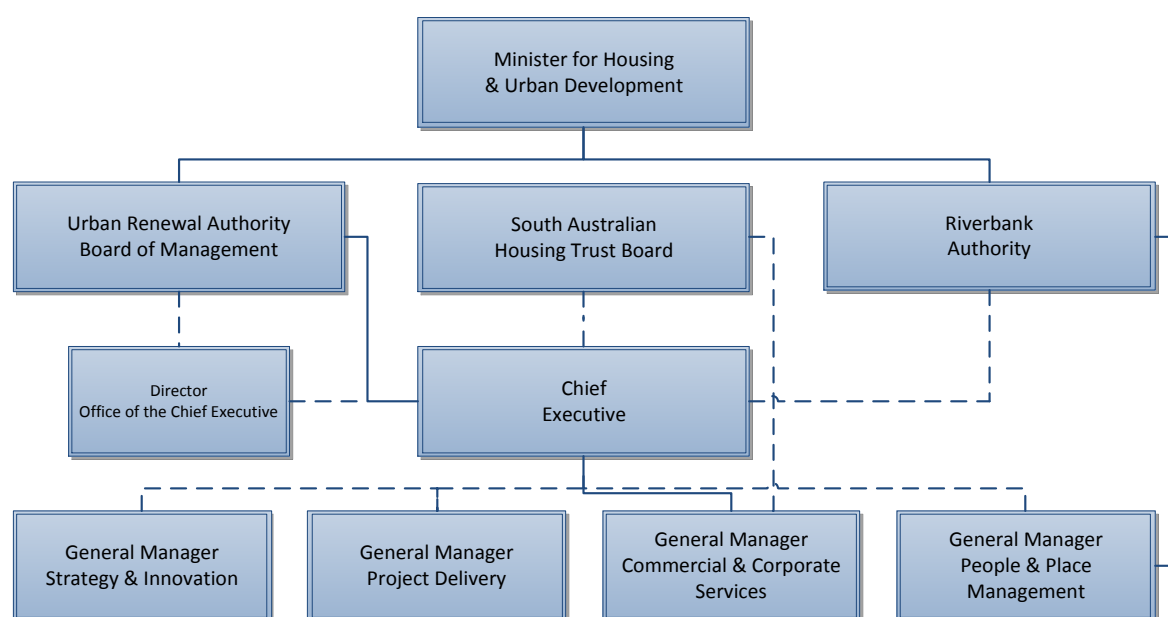 Minister for Housing
& Urban Development
Urban Renewal Authority
Board of Management
South Australian
Housing Trust Board
Riverbank
Authority
Director
Office of the Chief Executive
Chief
Executive
General Manager
Strategy & Innovation
General Manager
Project Delivery
General Manager
Commercial & Corporate
Services
General Manager
People & Place
Management